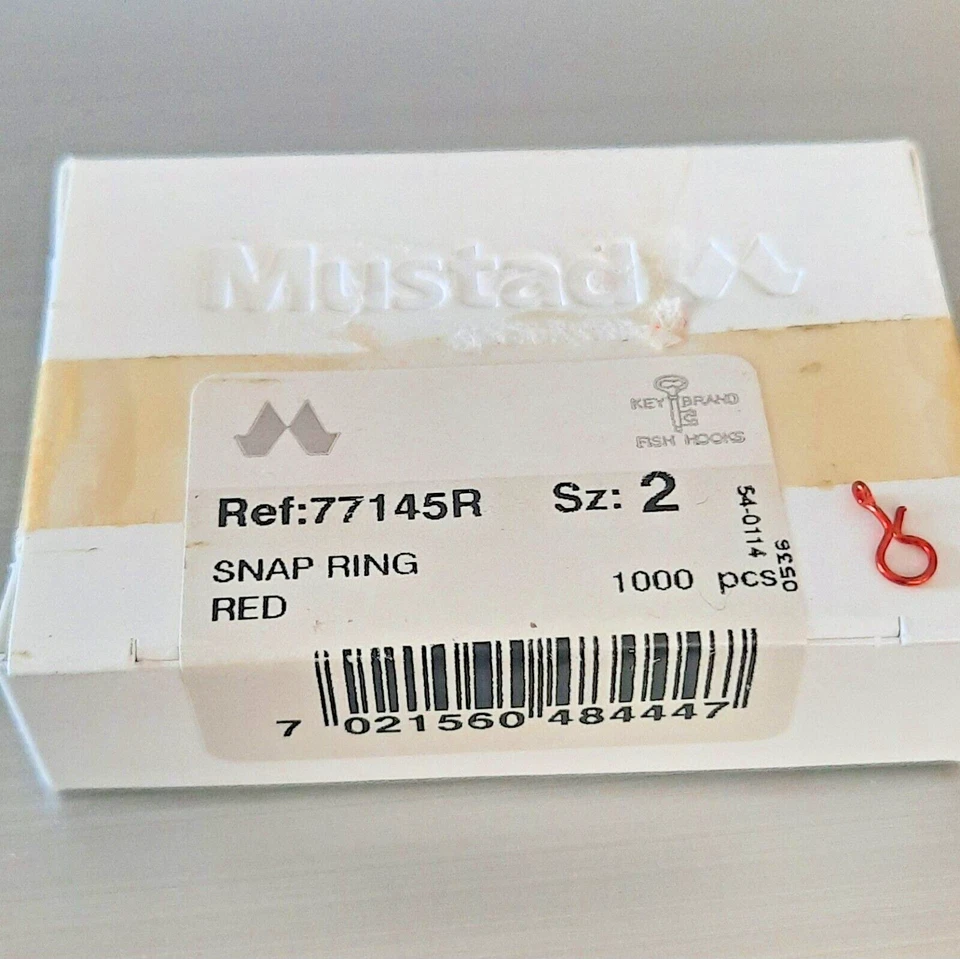 Mustad
KEY BRAND
FISH HOOKS
Ref:77145R Sz: 2
SNAP RING
RED
1000 pcs
54-0114
0536
7 021560 484447